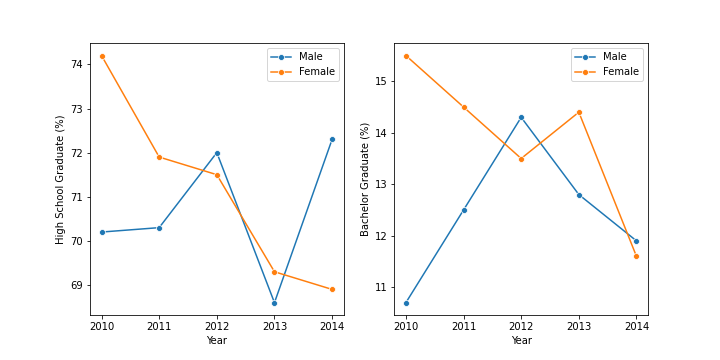 High School Graduate (%)
74
73
72
71
70
69
2010 2011 2012 2013 2014
Year
Male
Female
Bachelor Graduate (%)
15
14
13
12
11
2010 2011 2012 2013 2014
Year
Male
Female